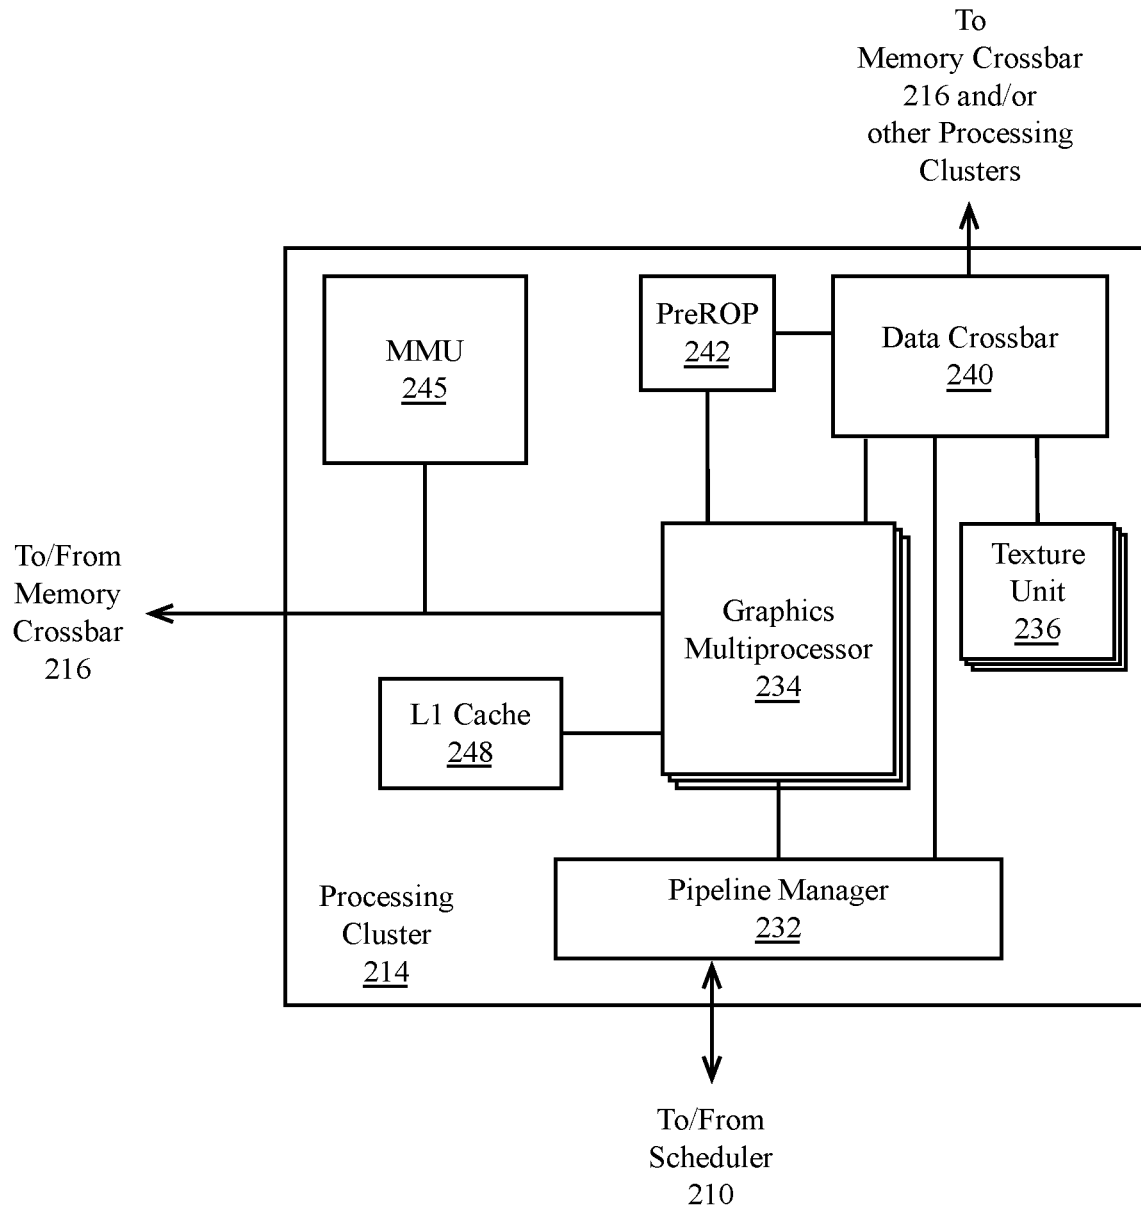 To
Memory Crossbar
216 and/or
other Processing
Clusters
MMU
245
PreROP
242
Data Crossbar
240
To/From
Memory
Crossbar
216
Graphics
Multiprocessor
234
Texture
Unit
236
L1 Cache
248
Pipeline Manager
232
Processing
Cluster
214
To/From
Scheduler
210